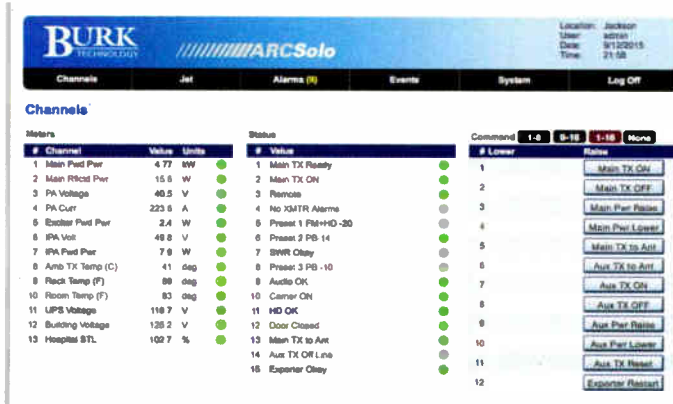 BURK
TECHNOLOGY
ARCSolo
Location: Jackson
User: admin
Date: 9/12/2015
Time: 21:58
Channels Jet Alarms (9) Events System Log Off
Channels
Meters
# Channel Value Units
1 Main Fwd Pwr 4.77 kW
2 Main Rflctd Pwr 15.5 W
3 PA Voltage 40.5 V
4 PA Curr 223.6 A
5 Exciter Fwd Pwr 2.4 W
6 IPA Volt 49.8 V
7 IPA Fwd Pwr 7.9 W
8 Amb TX Temp (C) 41 deg
9 Rack Temp (F) deg
10 Room Temp (F) 83 deg
11 UPS Voltage 118.7 V
12 Building Voltage 128.2 V
13 Hospital STL 102.7 %
Status
# Value
1 Main TX Ready
2 Main TX ON
3 Remote
4 No XMTR Alarms
5 Preset 1 FM+HD -20
6 Preset 2 PB -14
7 SWR Okay
8 Preset 3 PB -10
9 Audio OK
10 Carrier ON
11 HD OK
12 Door Closed
13 Main TX to Ant
14 Aux TX Off Line
15 Exporter Okay
Command 1-8 9-16 1-16 None
# Lower Raise
1 Main TX ON
2 Main TX OFF
3 Main Pwr Raise
4 Main Pwr Lower
5 Main TX to Ant
6 Aux TX to Ant
7 Aux TX ON
8 Aux TX OFF
9 Aux Pwr Raise
10 Aux Pwr Lower
11 Aux TX Reset
12 Exporter Restart